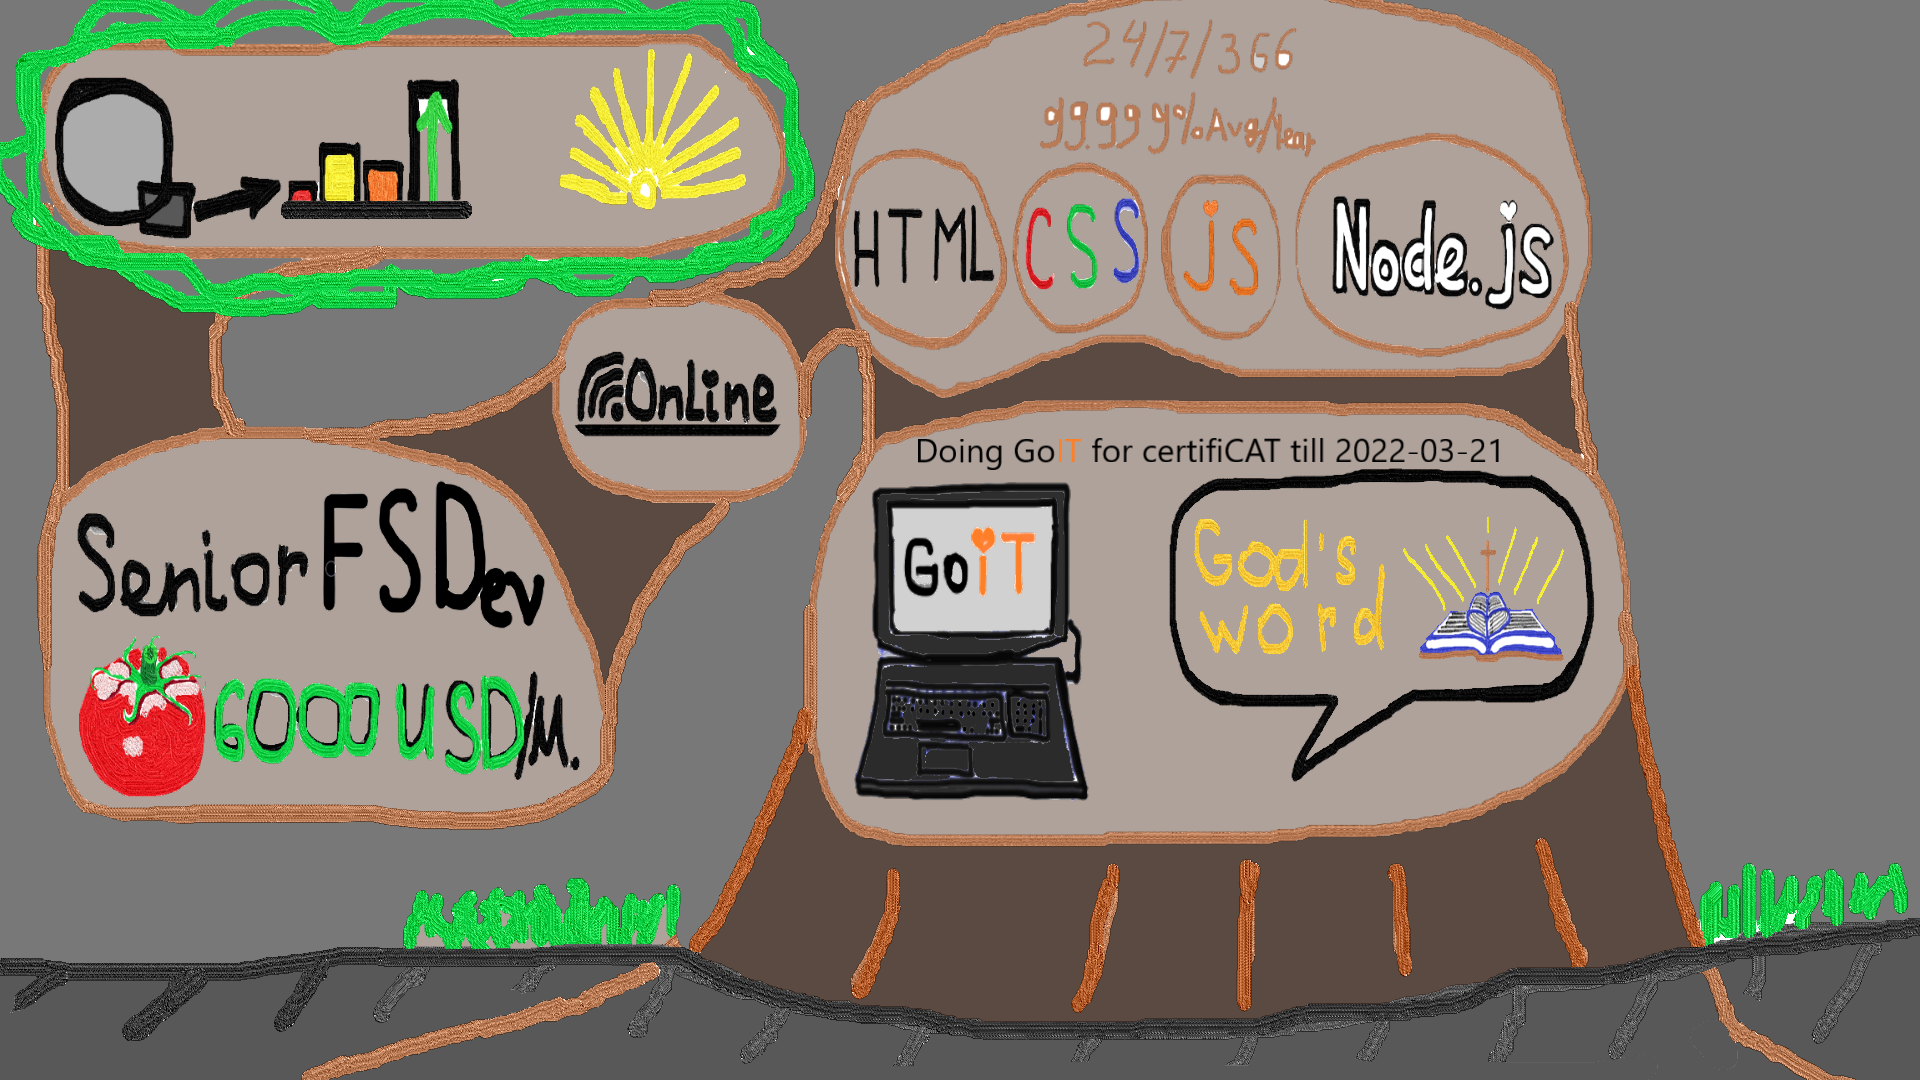 24/7/366
99.999%Avg/Year
HTML
CSS
js
Node.js
OnLine
Doing GoIT for certifiCAT till 2022-03-21
GoiT
God's
word
Senior FSDev
6000 USD/M.